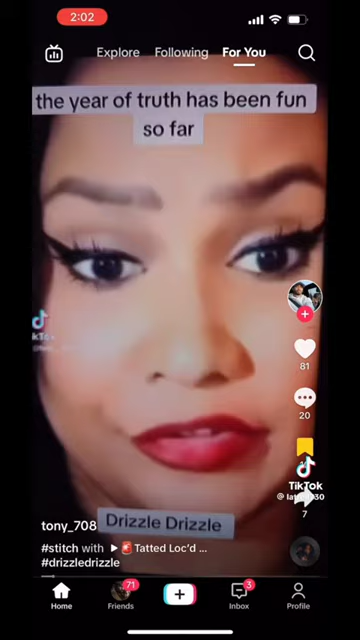 2:02
Explore
Following
For You
the year of truth has been fun
so far
81
20
TikTok
7
tony_708
Drizzle Drizzle
#stitch with ▶ 🚨 Tatted Loc'd ...
#drizzledrizzle
71
3
Home
Friends
Inbox
Profile